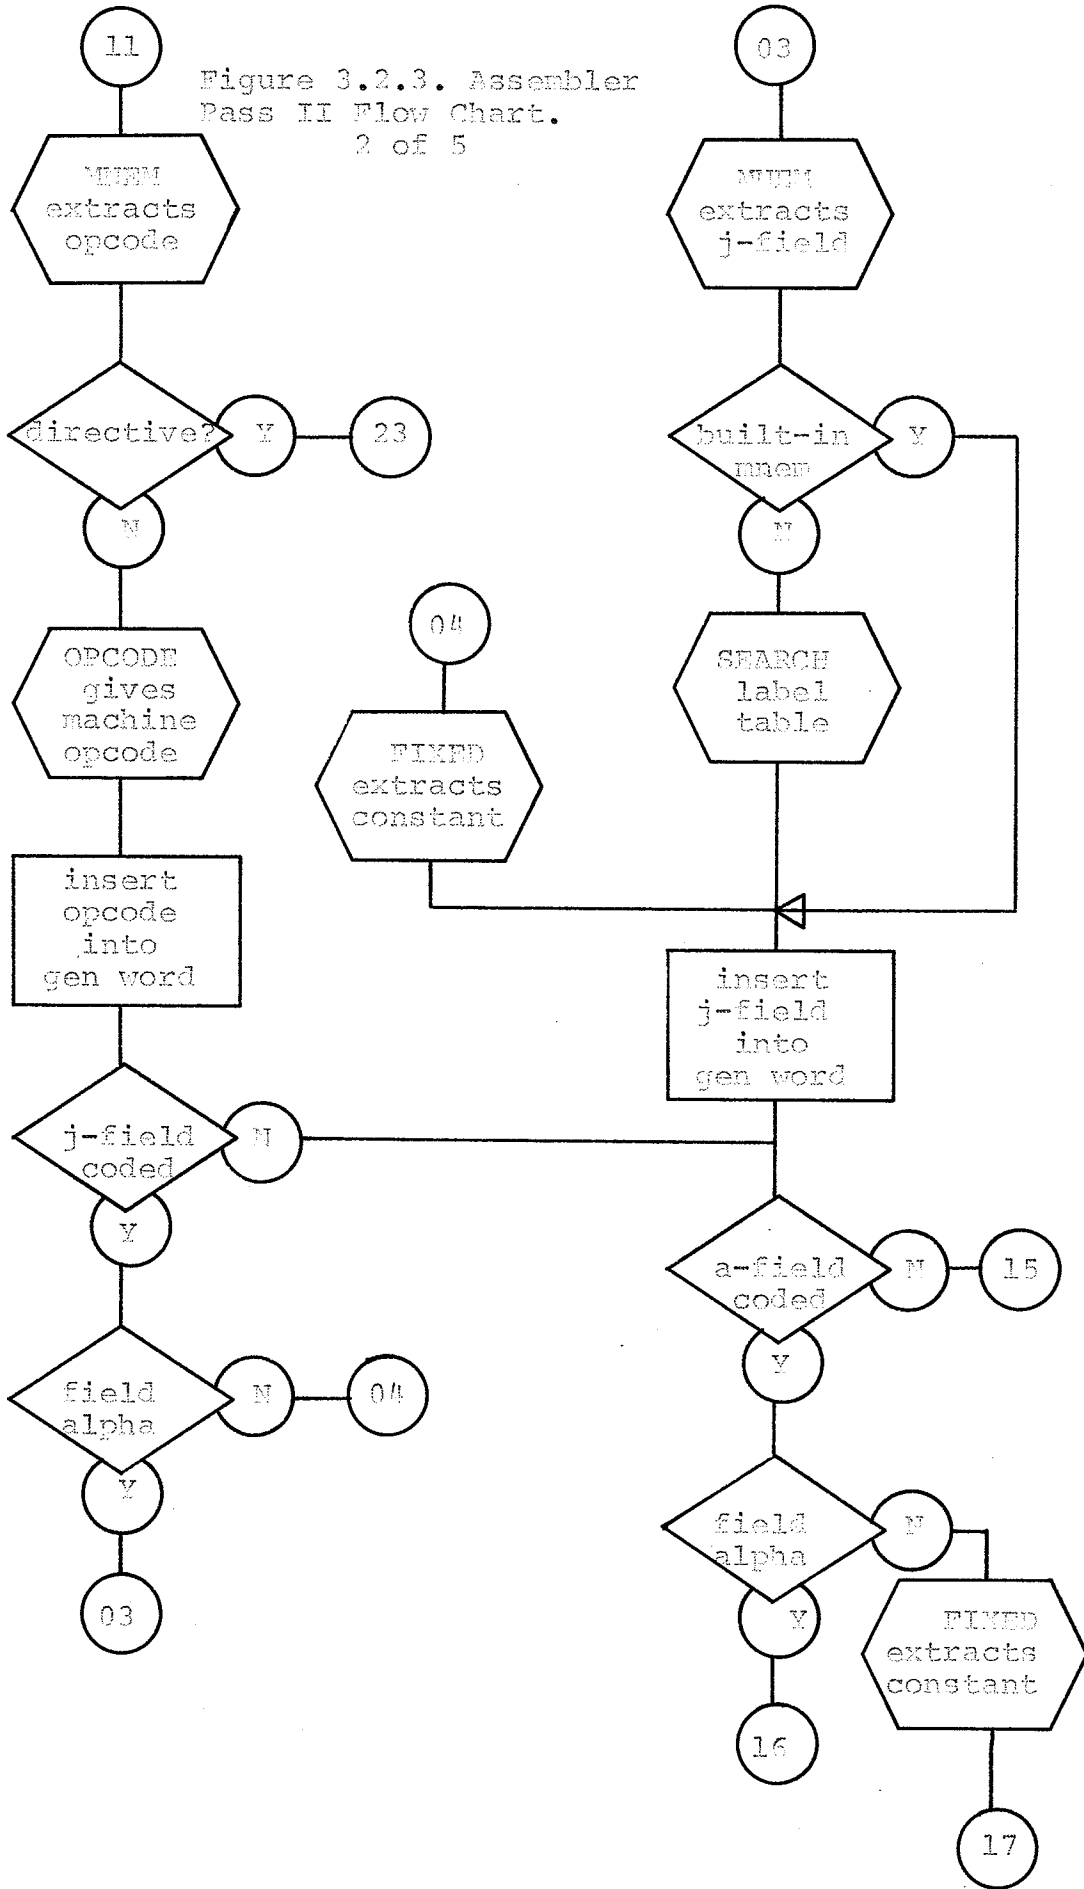 11
Figure 3.2.3. Assembler
Pass II Flow Chart.
2 of 5
MNEM
extracts
opcode
directive?
Y
23
N
OPCODE
gives
machine
opcode
insert
opcode
into
gen word
j-field
coded
N
Y
field
alpha
N
04
Y
03
04
FIXED
extracts
constant
03
MNEM
extracts
j-field
built-in
mnem
Y
N
SEARCH
label
table
insert
j-field
into
gen word
a-field
coded
N
15
Y
field
alpha
N
Y
16
FIXED
extracts
constant
17